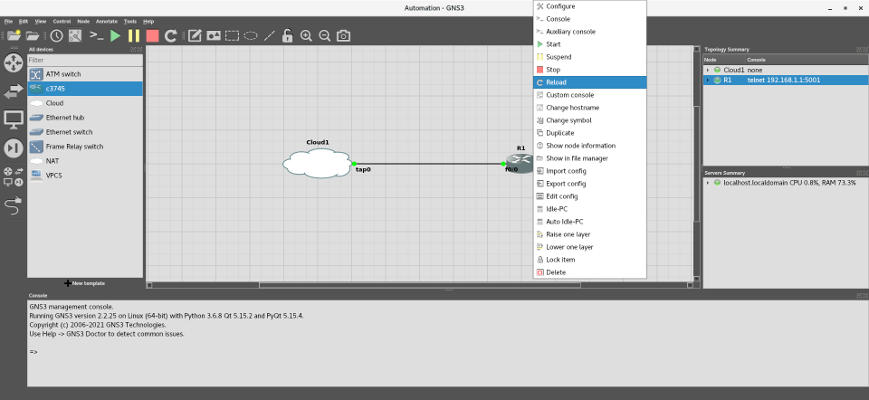 Automation - GNS3
File Edit View Control Node Annotate Tools Help
All devices
Filter
ATM switch
c3745
Cloud
Ethernet hub
Ethernet switch
Frame Relay switch
NAT
VPCS
New template
Cloud1
tap0
R1
f0/0
Configure
Console
Auxiliary console
Start
Suspend
Stop
Reload
Custom console
Change hostname
Change symbol
Duplicate
Show node information
Show in file manager
Import config
Export config
Edit config
Idle-PC
Auto Idle-PC
Raise one layer
Lower one layer
Lock item
Delete
Topology Summary
Node Console
Cloud1 none
R1 telnet 192.168.1.1:5001
Servers Summary
localhost.localdomain CPU 0.8%, RAM 73.3%
Console
GNS3 management console.
Running GNS3 version 2.2.25 on Linux (64-bit) with Python 3.6.8 Qt 5.15.2 and PyQt 5.15.4.
Copyright (c) 2006-2021 GNS3 Technologies.
Use Help -> GNS3 Doctor to detect common issues.
=>